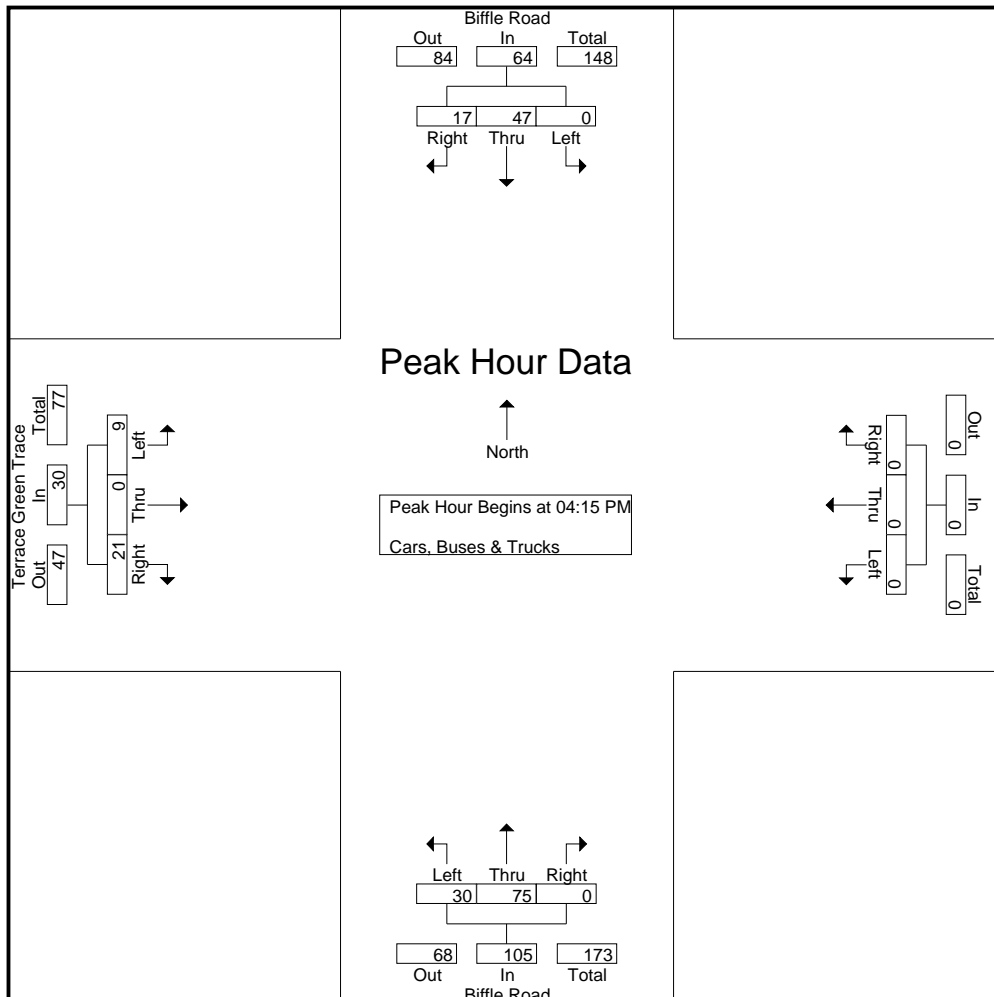 Biffle Road
Out In Total
84 64 148
17 47 0
Right Thru Left
Peak Hour Data
North
Peak Hour Begins at 04:15 PM
Cars, Buses & Trucks
Terrace Green Trace
Total In Out
77 30 47
9 0 21
Left Thru Right
Right Thru Left
0 0 0
Out In Total
0 0 0
Left Thru Right
30 75 0
68 105 173
Out In Total
Biffle Road